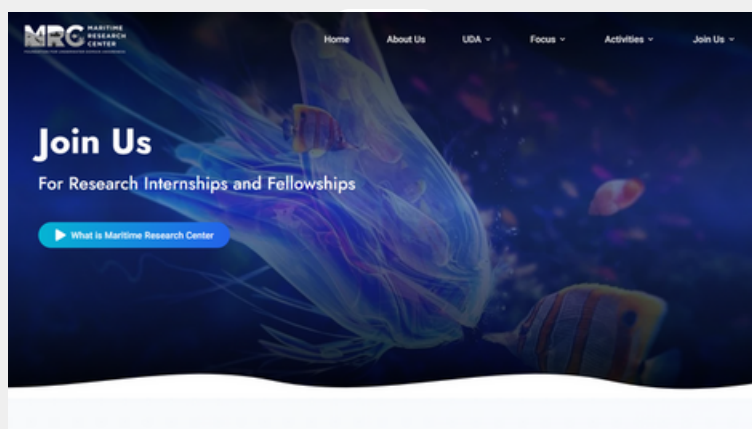 MRC MARITIME
RESEARCH
CENTER
Home About Us UDA Focus Activities Join Us
Join Us
For Research Internships and Fellowships
What is Maritime Research Center